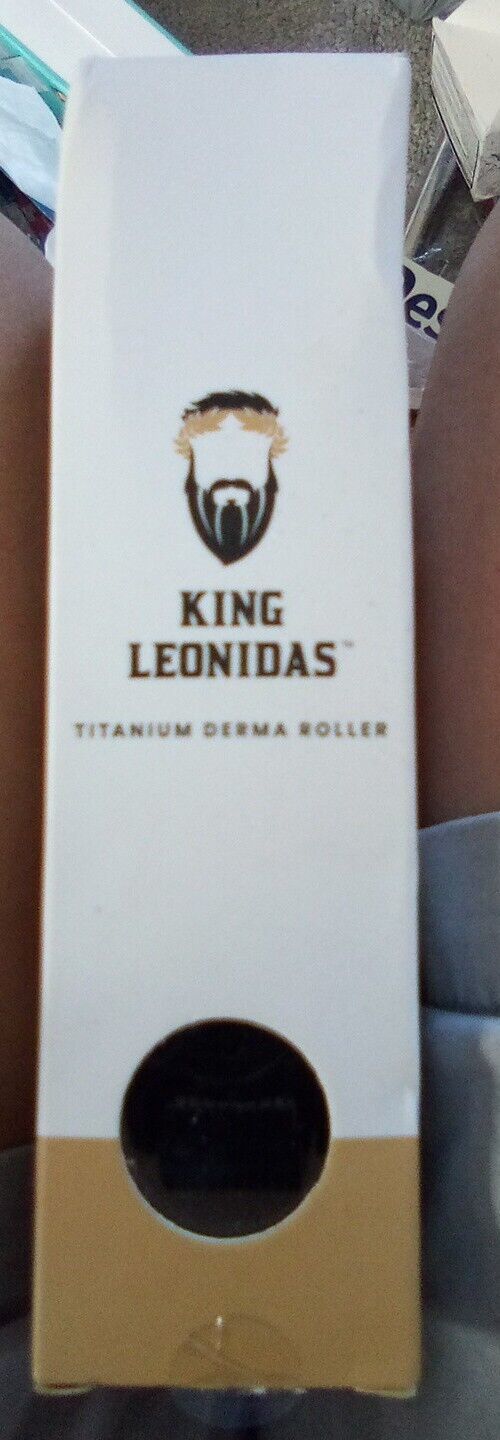 KING
LEONIDAS™
TITANIUM DERMA ROLLER